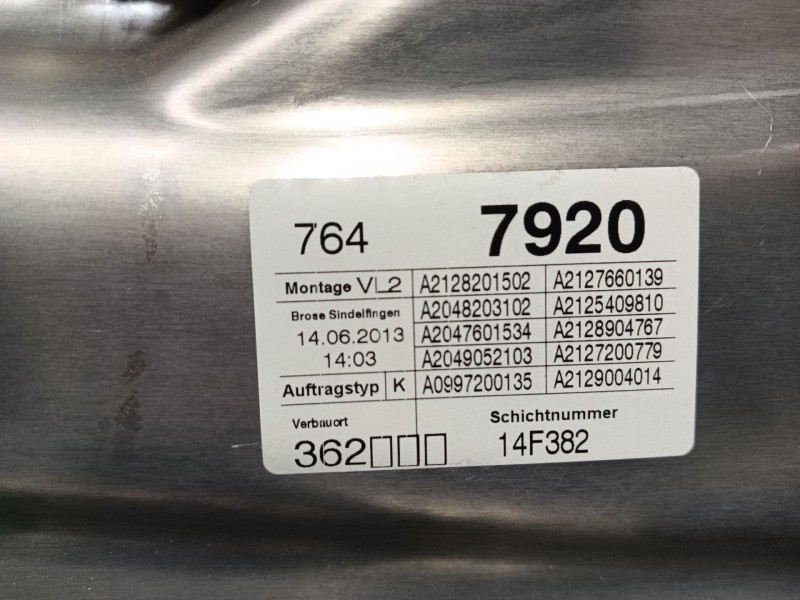 764 7920
Montage VL2 A2128201502 A2127660139
Brose Sindelfingen A2048203102 A2125409810
14.06.2013 A2047601534 A2128904767
14:03 A2049052103 A2127200779
Auftragstyp K A0997200135 A2129004014
Verbauort Schichtnummer
362□□□ 14F382